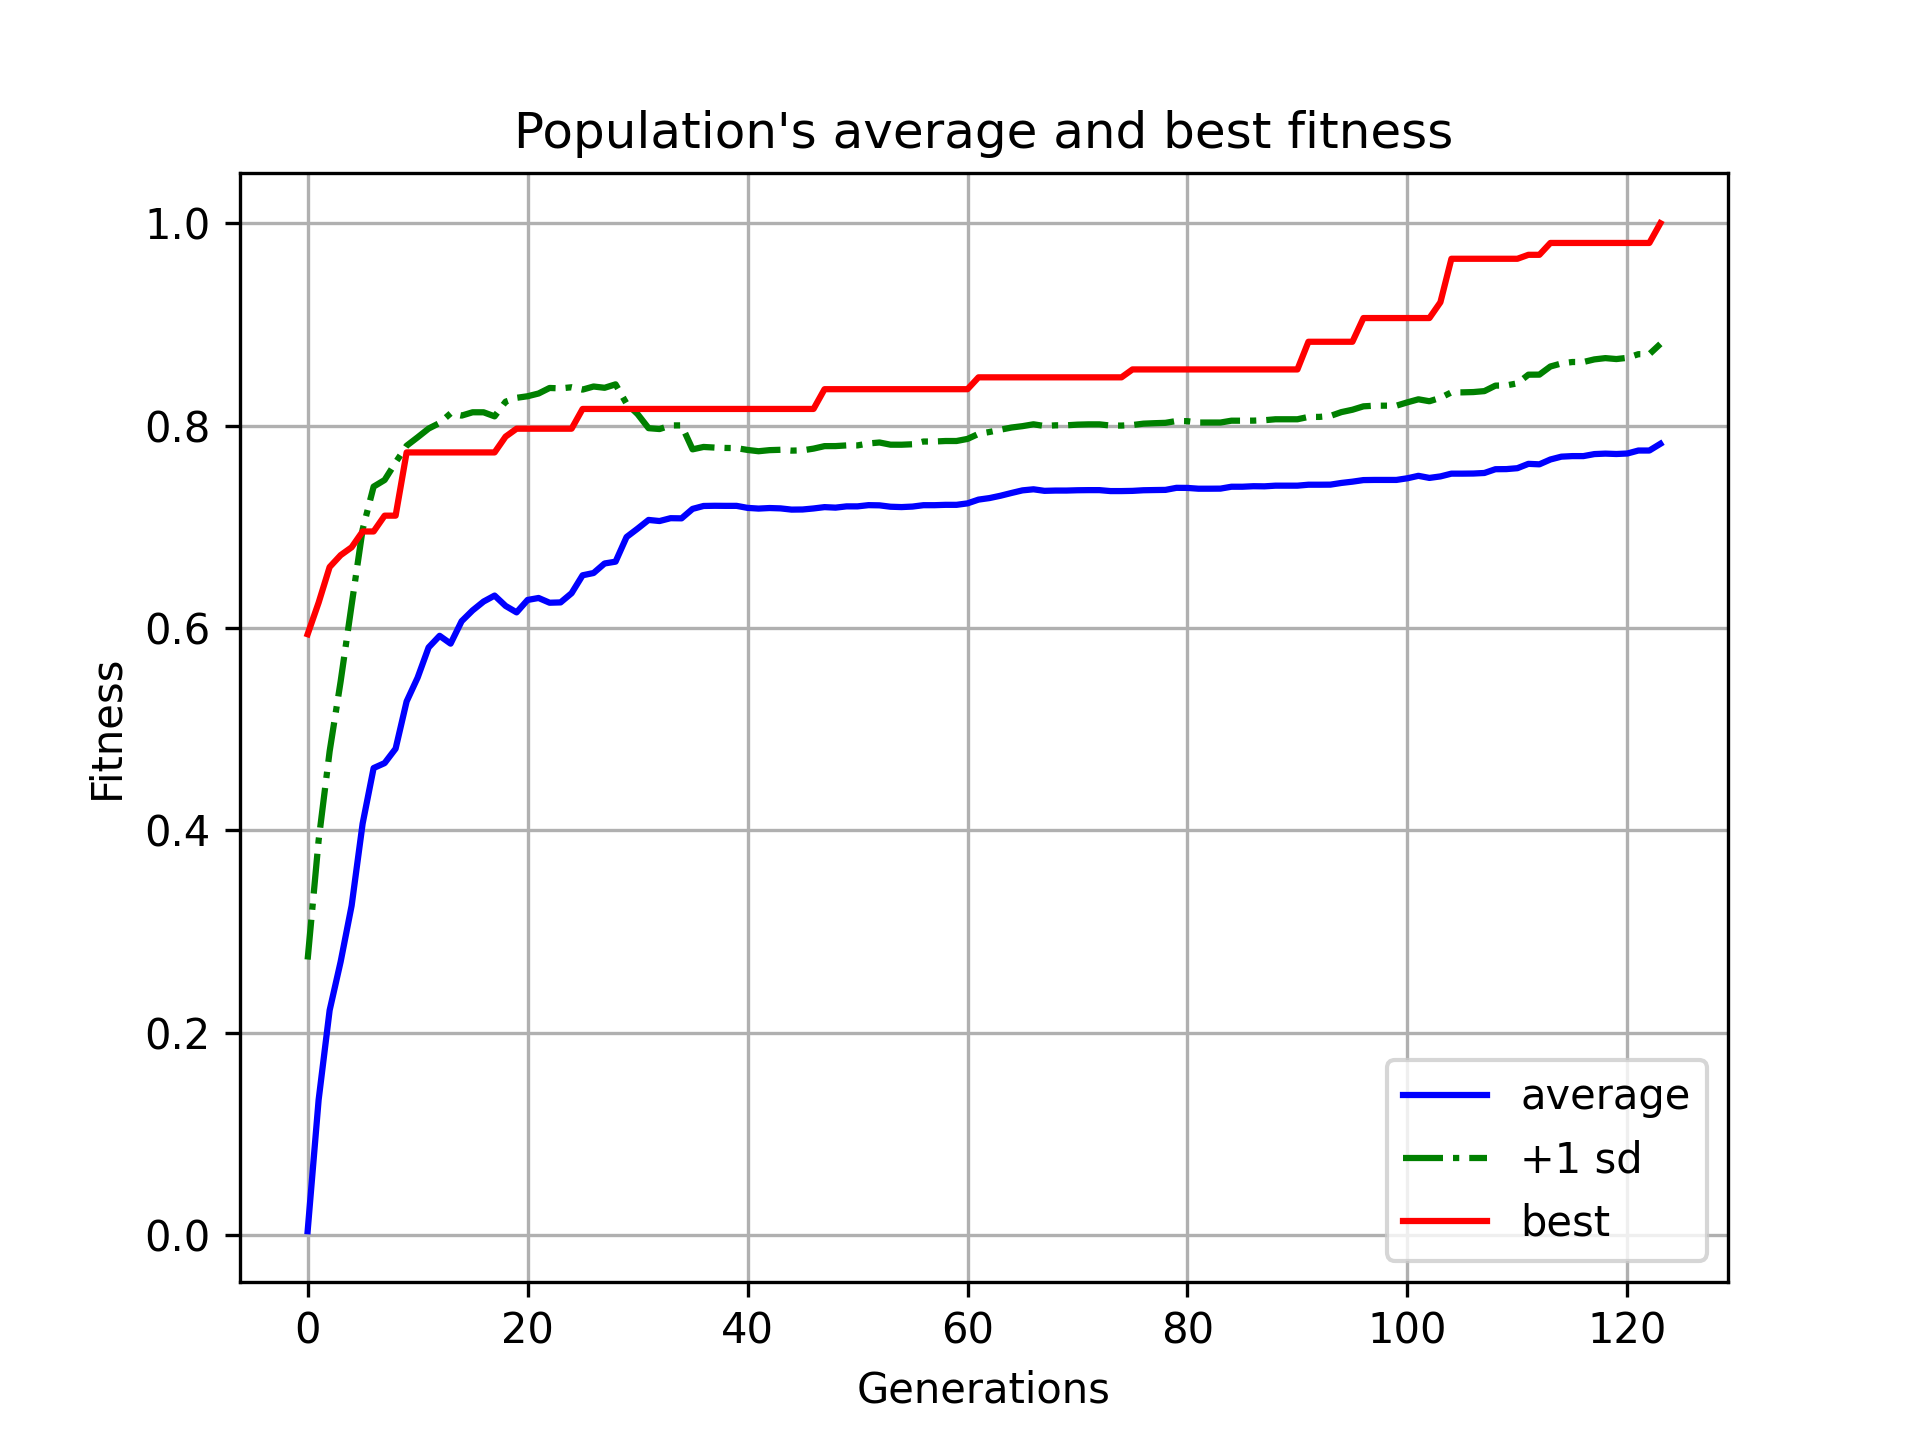 Population's average and best fitness
1.0
0.8
0.6
0.4
0.2
0.0
Fitness
average
+1 sd
best
0 20 40 60 80 100 120
Generations